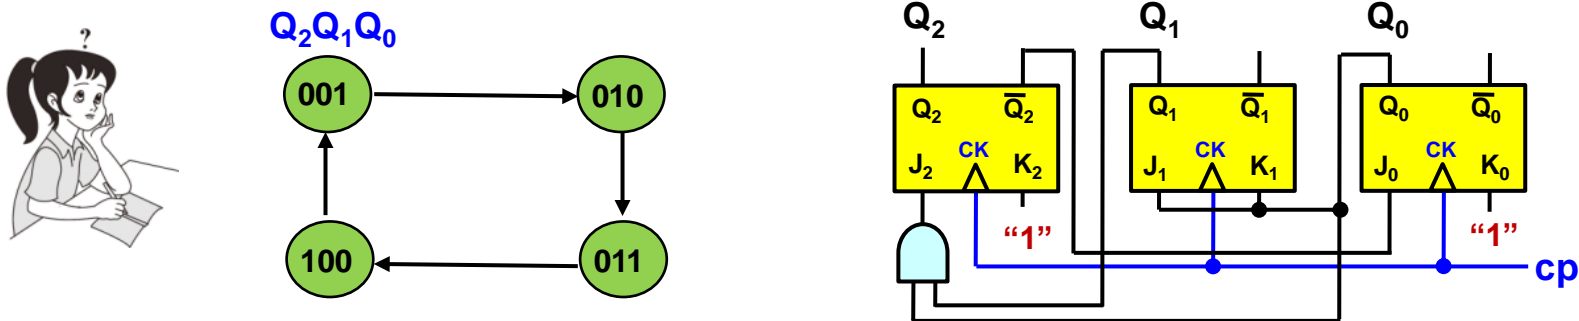 ?
Q₂Q₁Q₀
001
010
100
011
Q₂ Q₁ Q₀
Q₂ Q̅₂ Q₁ Q̅₁ Q₀ Q̅₀
CK CK CK
J₂ K₂ J₁ K₁ J₀ K₀
“1” “1”
cp